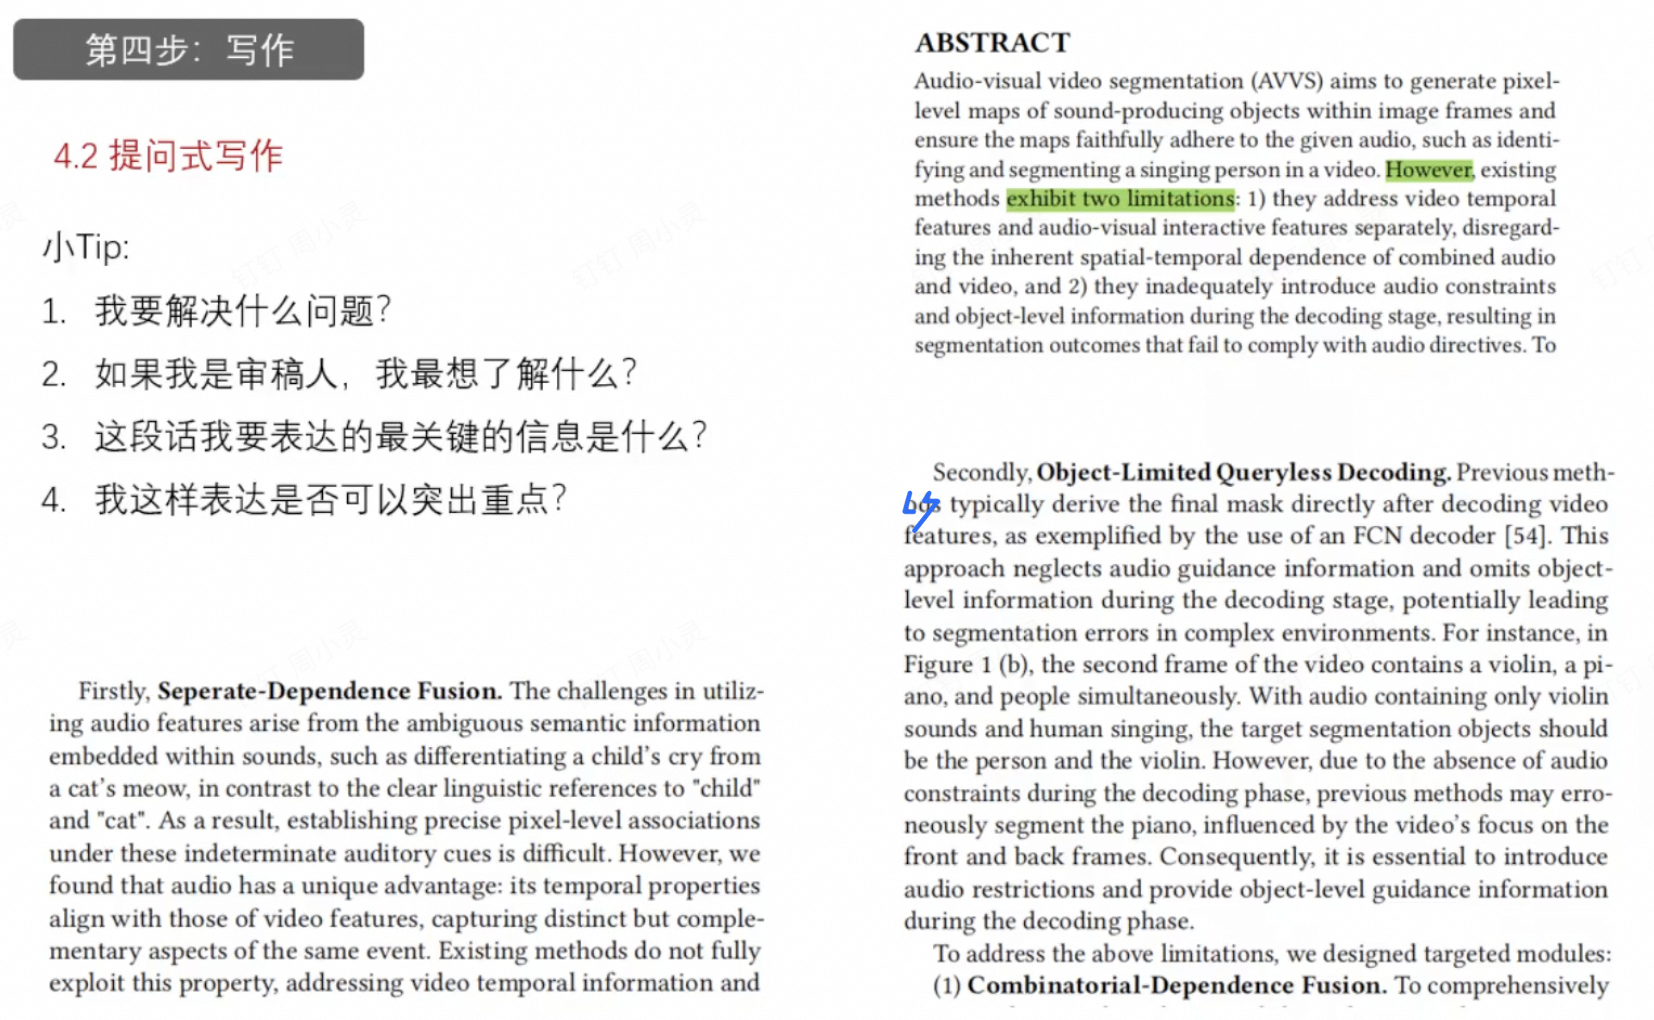 第四步：写作
4.2 提问式写作
小Tip:
1. 我要解决什么问题？
2. 如果我是审稿人，我最想了解什么？
3. 这段话我要表达的最关键的信息是什么？
4. 我这样表达是否可以突出重点？
Firstly, Seperate-Dependence Fusion. The challenges in utiliz-
ing audio features arise from the ambiguous semantic information
embedded within sounds, such as differentiating a child's cry from
a cat's meow, in contrast to the clear linguistic references to "child"
and "cat". As a result, establishing precise pixel-level associations
under these indeterminate auditory cues is difficult. However, we
found that audio has a unique advantage: its temporal properties
align with those of video features, capturing distinct but comple-
mentary aspects of the same event. Existing methods do not fully
exploit this property, addressing video temporal information and
ABSTRACT
Audio-visual video segmentation (AVVS) aims to generate pixel-
level maps of sound-producing objects within image frames and
ensure the maps faithfully adhere to the given audio, such as identi-
fying and segmenting a singing person in a video. However, existing
methods exhibit two limitations: 1) they address video temporal
features and audio-visual interactive features separately, disregard-
ing the inherent spatial-temporal dependence of combined audio
and video, and 2) they inadequately introduce audio constraints
and object-level information during the decoding stage, resulting in
segmentation outcomes that fail to comply with audio directives. To
Secondly, Object-Limited Queryless Decoding. Previous meth-
ods typically derive the final mask directly after decoding video
features, as exemplified by the use of an FCN decoder [54]. This
approach neglects audio guidance information and omits object-
level information during the decoding stage, potentially leading
to segmentation errors in complex environments. For instance, in
Figure 1 (b), the second frame of the video contains a violin, a pi-
ano, and people simultaneously. With audio containing only violin
sounds and human singing, the target segmentation objects should
be the person and the violin. However, due to the absence of audio
constraints during the decoding phase, previous methods may erro-
neously segment the piano, influenced by the video's focus on the
front and back frames. Consequently, it is essential to introduce
audio restrictions and provide object-level guidance information
during the decoding phase.
To address the above limitations, we designed targeted modules:
(1) Combinatorial-Dependence Fusion. To comprehensively
钉钉 周小灵